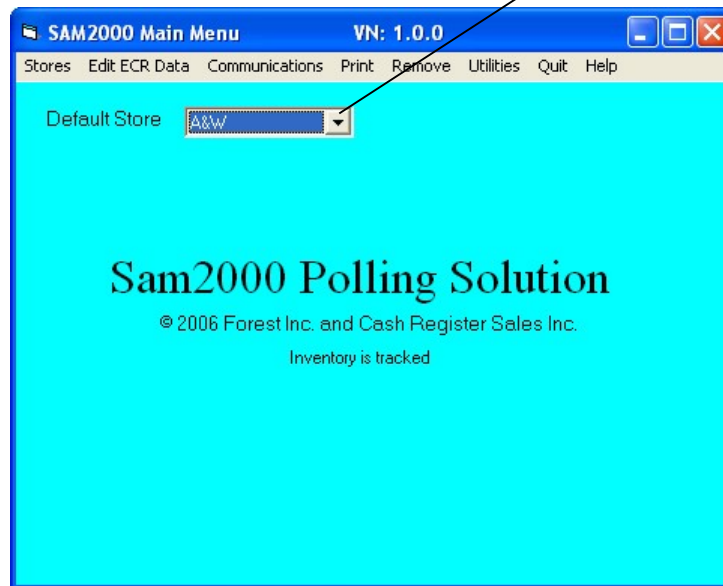 SAM2000 Main Menu VN: 1.0.0
Stores Edit ECR Data Communications Print Remove Utilities Quit Help
Default Store A&W
Sam2000 Polling Solution
© 2006 Forest Inc. and Cash Register Sales Inc.
Inventory is tracked